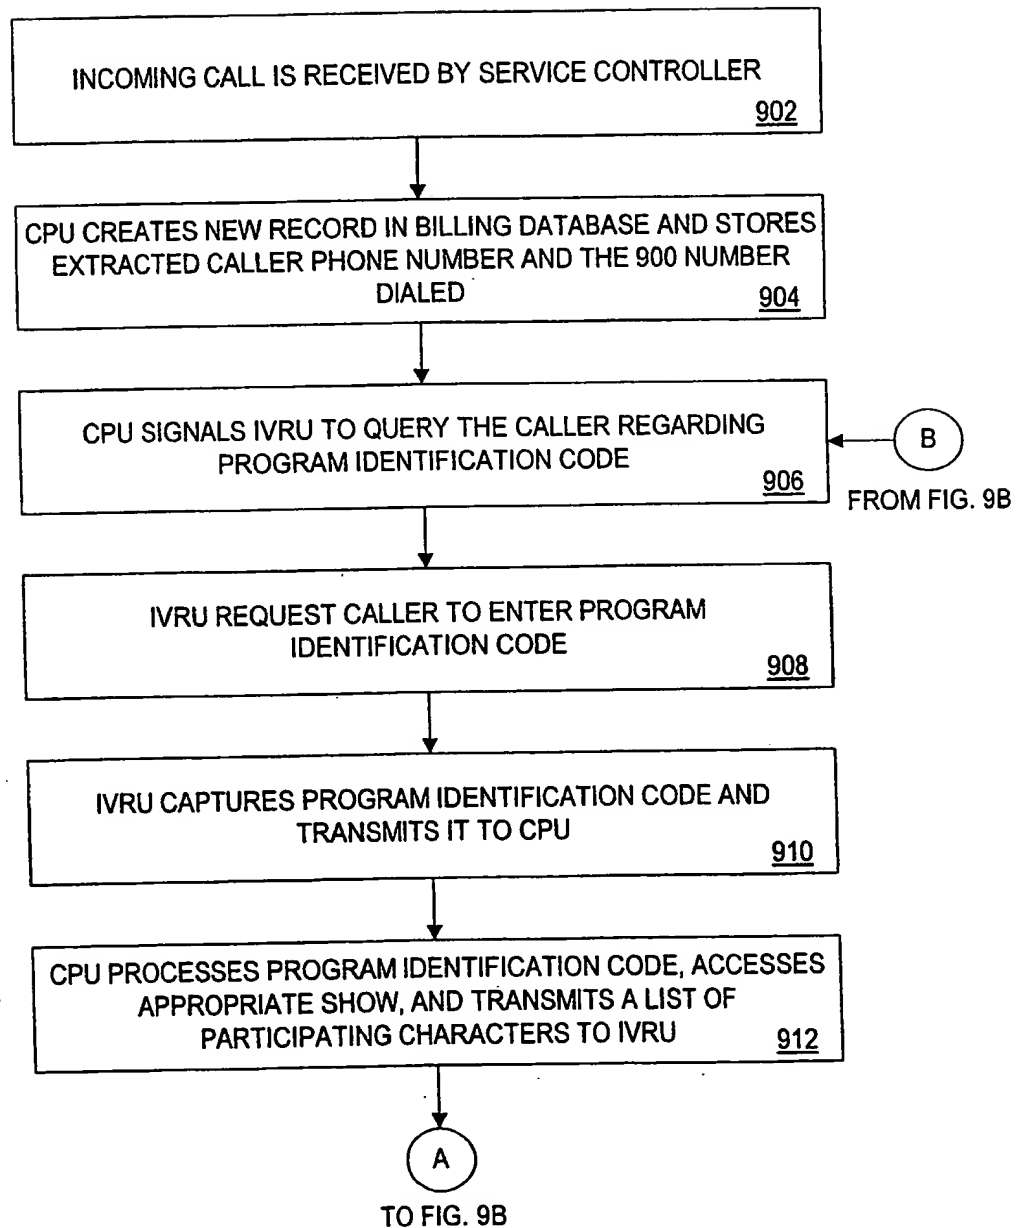 INCOMING CALL IS RECEIVED BY SERVICE CONTROLLER
902
CPU CREATES NEW RECORD IN BILLING DATABASE AND STORES
EXTRACTED CALLER PHONE NUMBER AND THE 900 NUMBER
DIALED
904
CPU SIGNALS IVRU TO QUERY THE CALLER REGARDING
PROGRAM IDENTIFICATION CODE
906
B
FROM FIG. 9B
IVRU REQUEST CALLER TO ENTER PROGRAM
IDENTIFICATION CODE
908
IVRU CAPTURES PROGRAM IDENTIFICATION CODE AND
TRANSMITS IT TO CPU
910
CPU PROCESSES PROGRAM IDENTIFICATION CODE, ACCESSES
APPROPRIATE SHOW, AND TRANSMITS A LIST OF
PARTICIPATING CHARACTERS TO IVRU
912
A
TO FIG. 9B